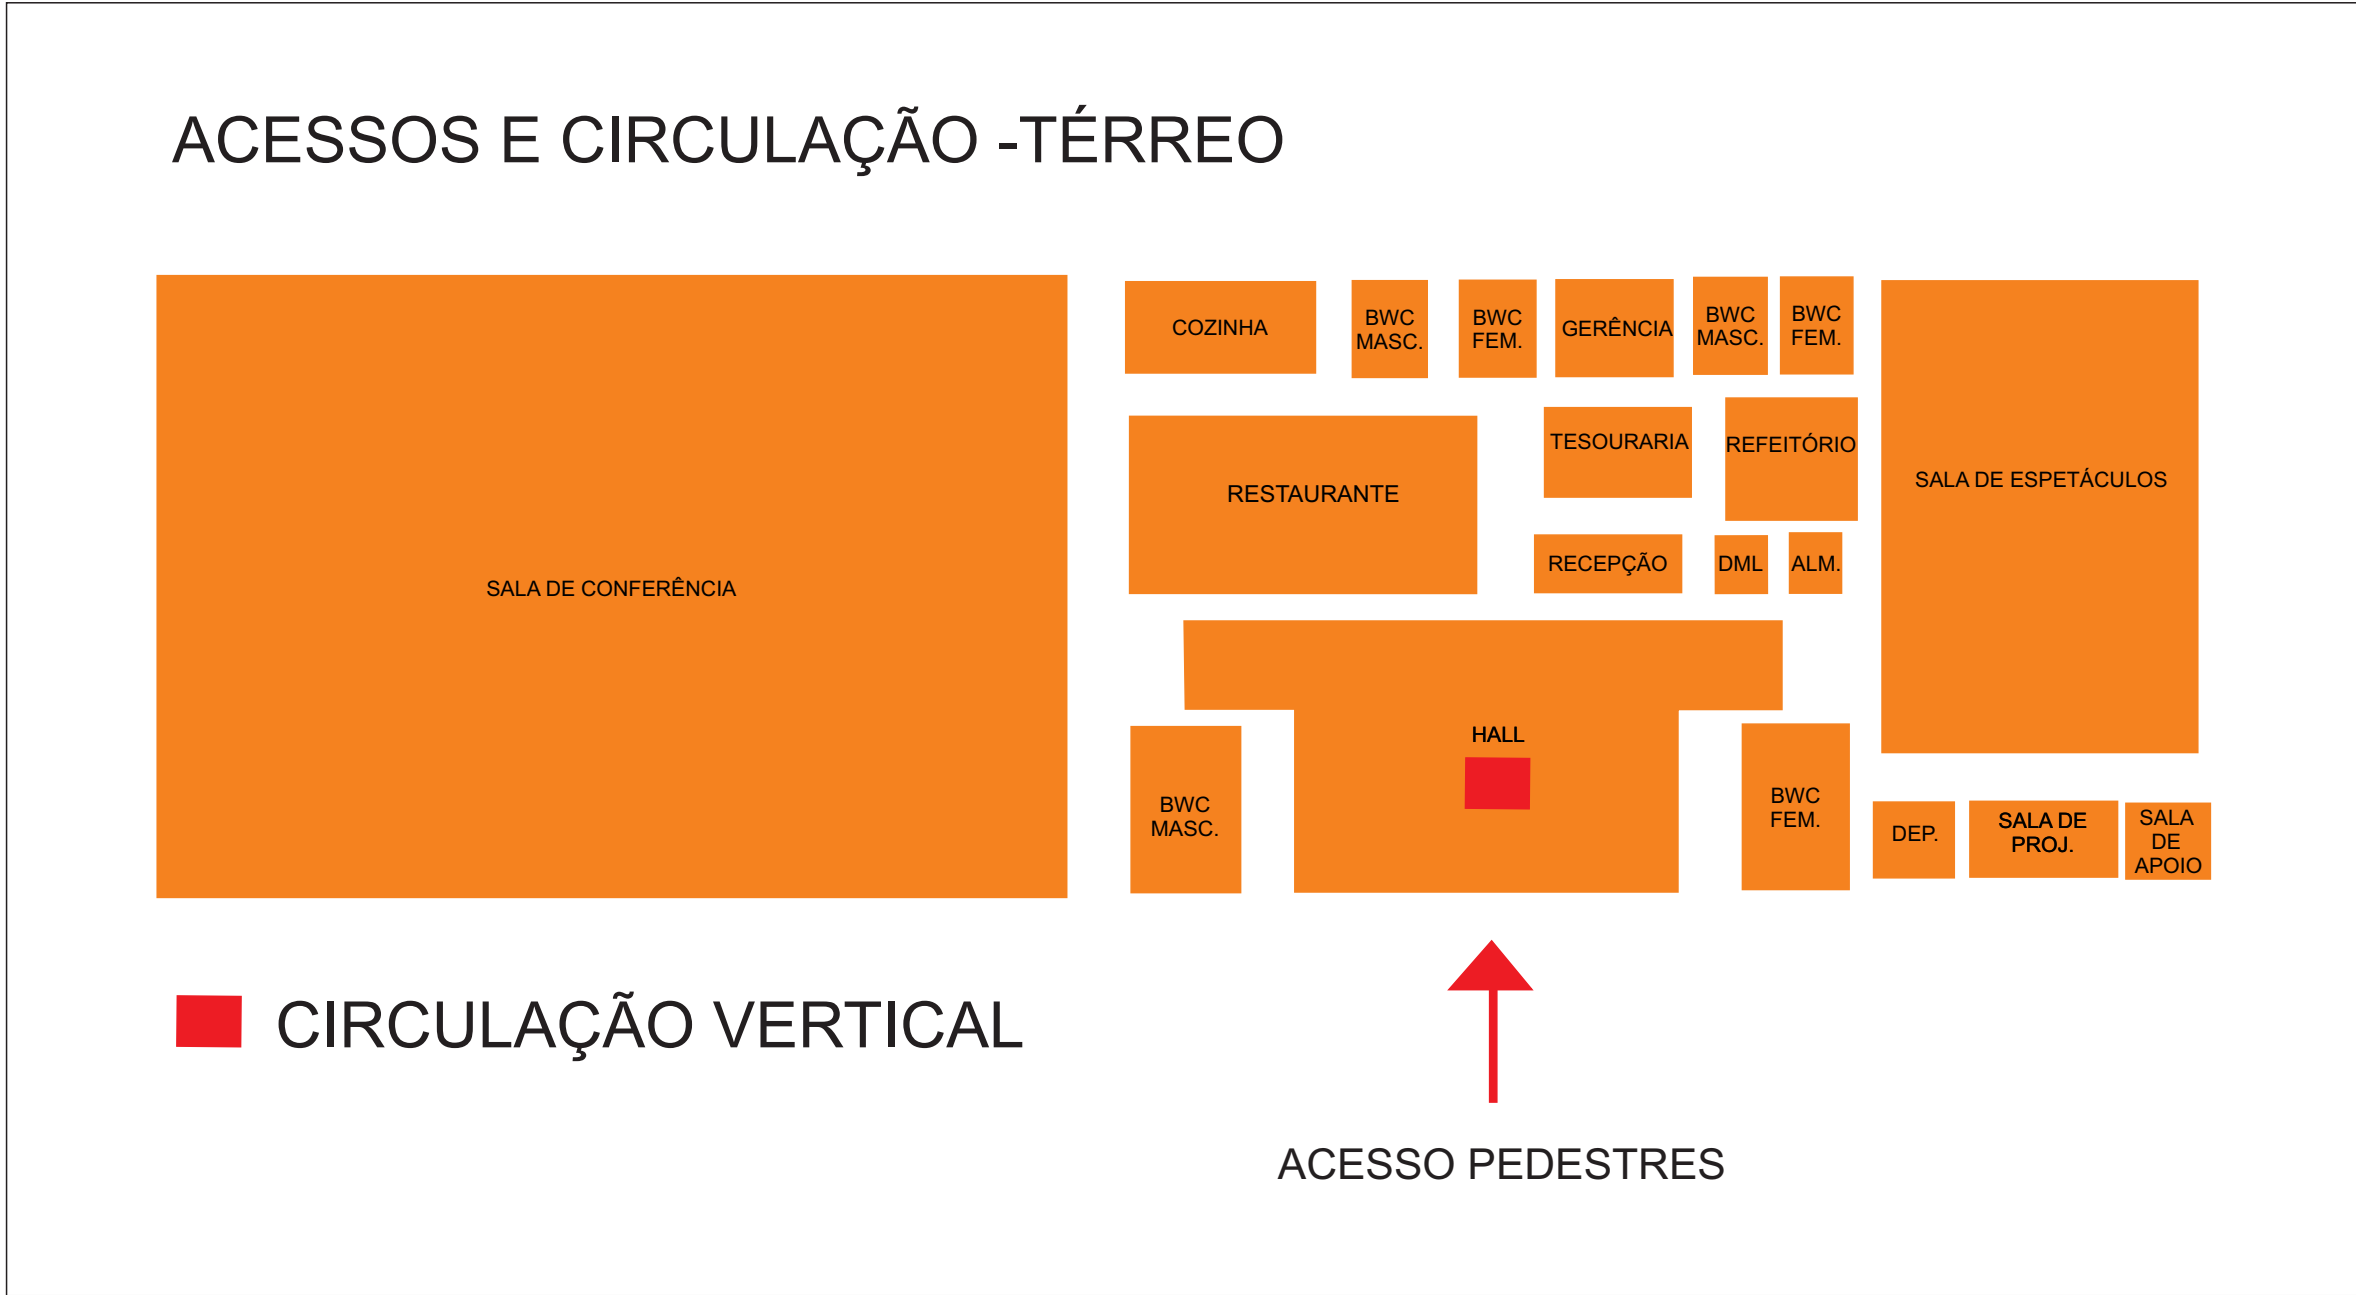 ACESSOS E CIRCULAÇÃO -TÉRREO
COZINHA
BWC
MASC.
BWC
FEM.
GERÊNCIA
BWC
MASC.
BWC
FEM.
TESOURARIA
REFEITÓRIO
SALA DE ESPETÁCULOS
RESTAURANTE
RECEPÇÃO
DML
ALM.
SALA DE CONFERÊNCIA
HALL
BWC
MASC.
BWC
FEM.
DEP.
SALA DE
PROJ.
SALA
DE
APOIO
CIRCULAÇÃO VERTICAL
ACESSO PEDESTRES